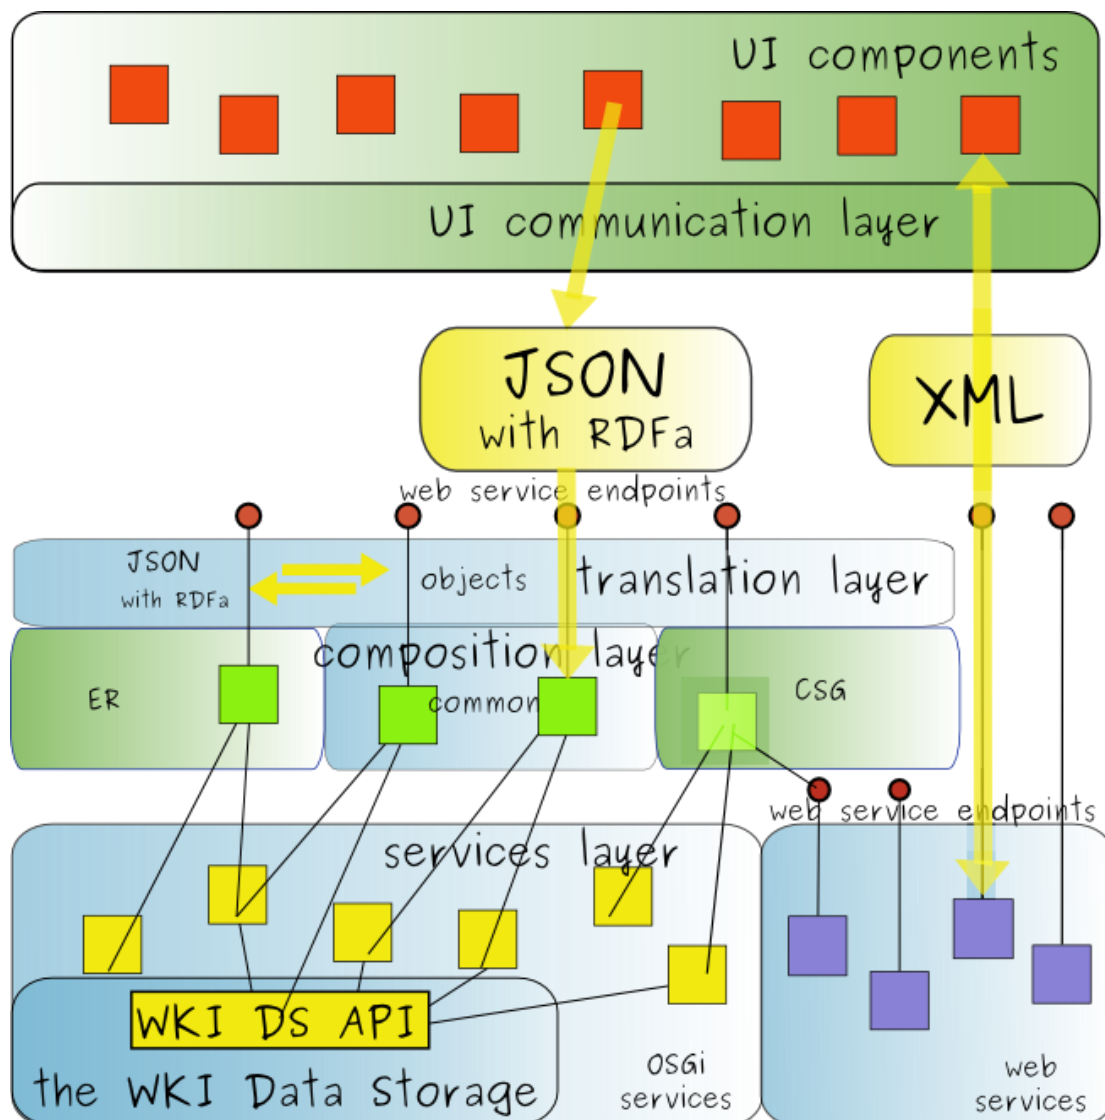 UI components
UI communication layer
JSON
with RDFa
XML
web service endpoints
JSON
with RDFa
objects
translation layer
composition layer
ER
common
CSG
web service endpoints
services layer
WKI DS API
the WKI Data Storage
OSGi
services
web
services